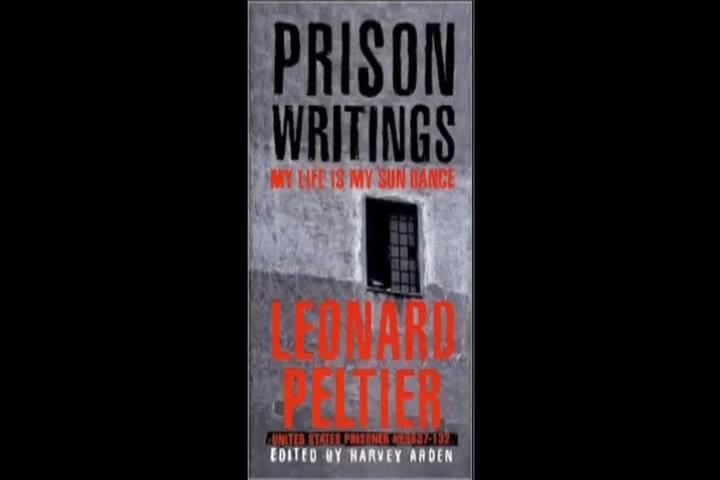 PRISON
WRITINGS
MY LIFE IS MY SUN DANCE
LEONARD
PELTIER
UNITED STATES PRISONER
EDITED BY HARVEY ARDEN